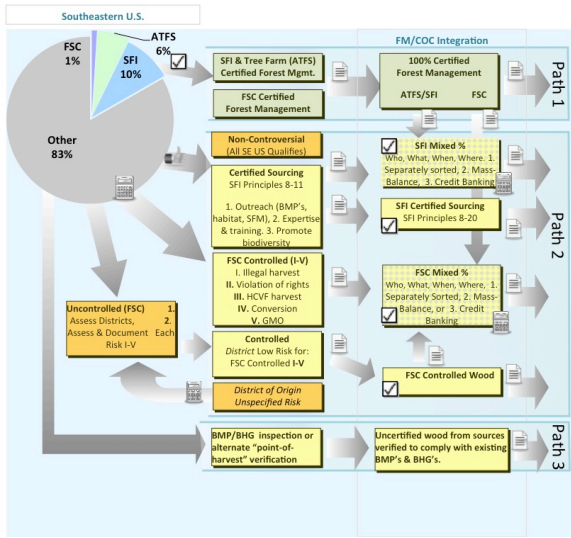 Southeastern U.S.
FM/COC Integration
FSC
1%
ATFS
6%
SFI
10%
Other
83%
SFI & Tree Farm (ATFS)
Certified Forest Mgmt.
FSC Certified
Forest Management
100% Certified
Forest Management
ATFS/SFI FSC
Path 1
Non-Controversial
(All SE US Qualifies)
Certified Sourcing
SFI Principles 8-11
1. Outreach (BMP's,
habitat, SFM), 2. Expertise
& training. 3. Promote
biodiversity
SFI Mixed %
Who, What, When, Where. 1.
Separately sorted, 2. Mass-
Balance, 3. Credit Banking
SFI Certified Sourcing
SFI Principles 8-20
Path 2
FSC Controlled (I-V)
I. Illegal harvest
II. Violation of rights
III. HCVF harvest
IV. Conversion
V. GMO
FSC Mixed %
Who, What, When, Where, 1.
Separately Sorted, 2. Mass-
Balance, or 3. Credit
Banking
Uncontrolled (FSC) 1.
Assess Districts, 2.
Assess & Document Each
Risk I-V
Controlled
District Low Risk for:
FSC Controlled I-V
District of Origin
Unspecified Risk
FSC Controlled Wood
BMP/BHG inspection or
alternate "point-of-
harvest" verification
Uncertified wood from sources
verified to comply with existing
BMP's & BHG's.
Path 3